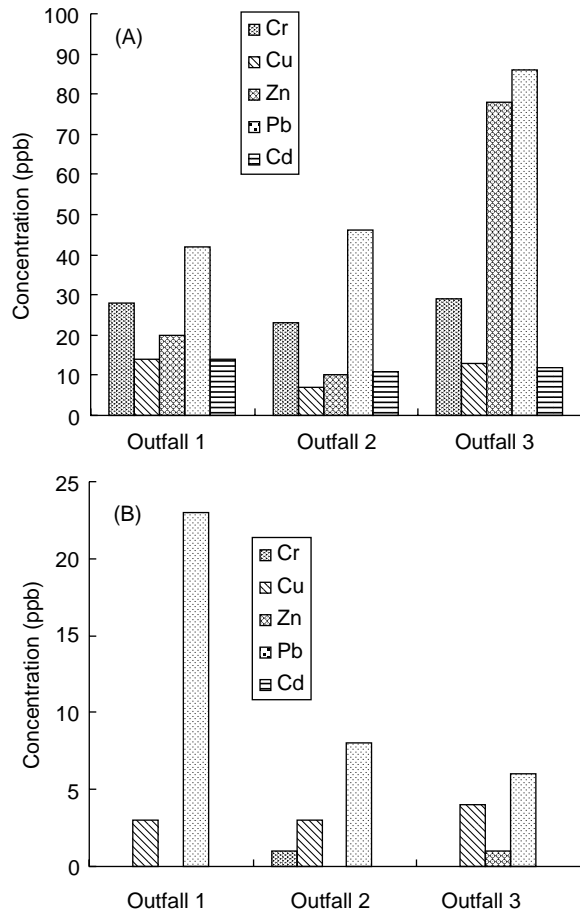 (A)
Concentration (ppb)
100
90
80
70
60
50
40
30
20
10
0
Cr
Cu
Zn
Pb
Cd
Outfall 1
Outfall 2
Outfall 3
(B)
Concentration (ppb)
25
20
15
10
5
0
Cr
Cu
Zn
Pb
Cd
Outfall 1
Outfall 2
Outfall 3